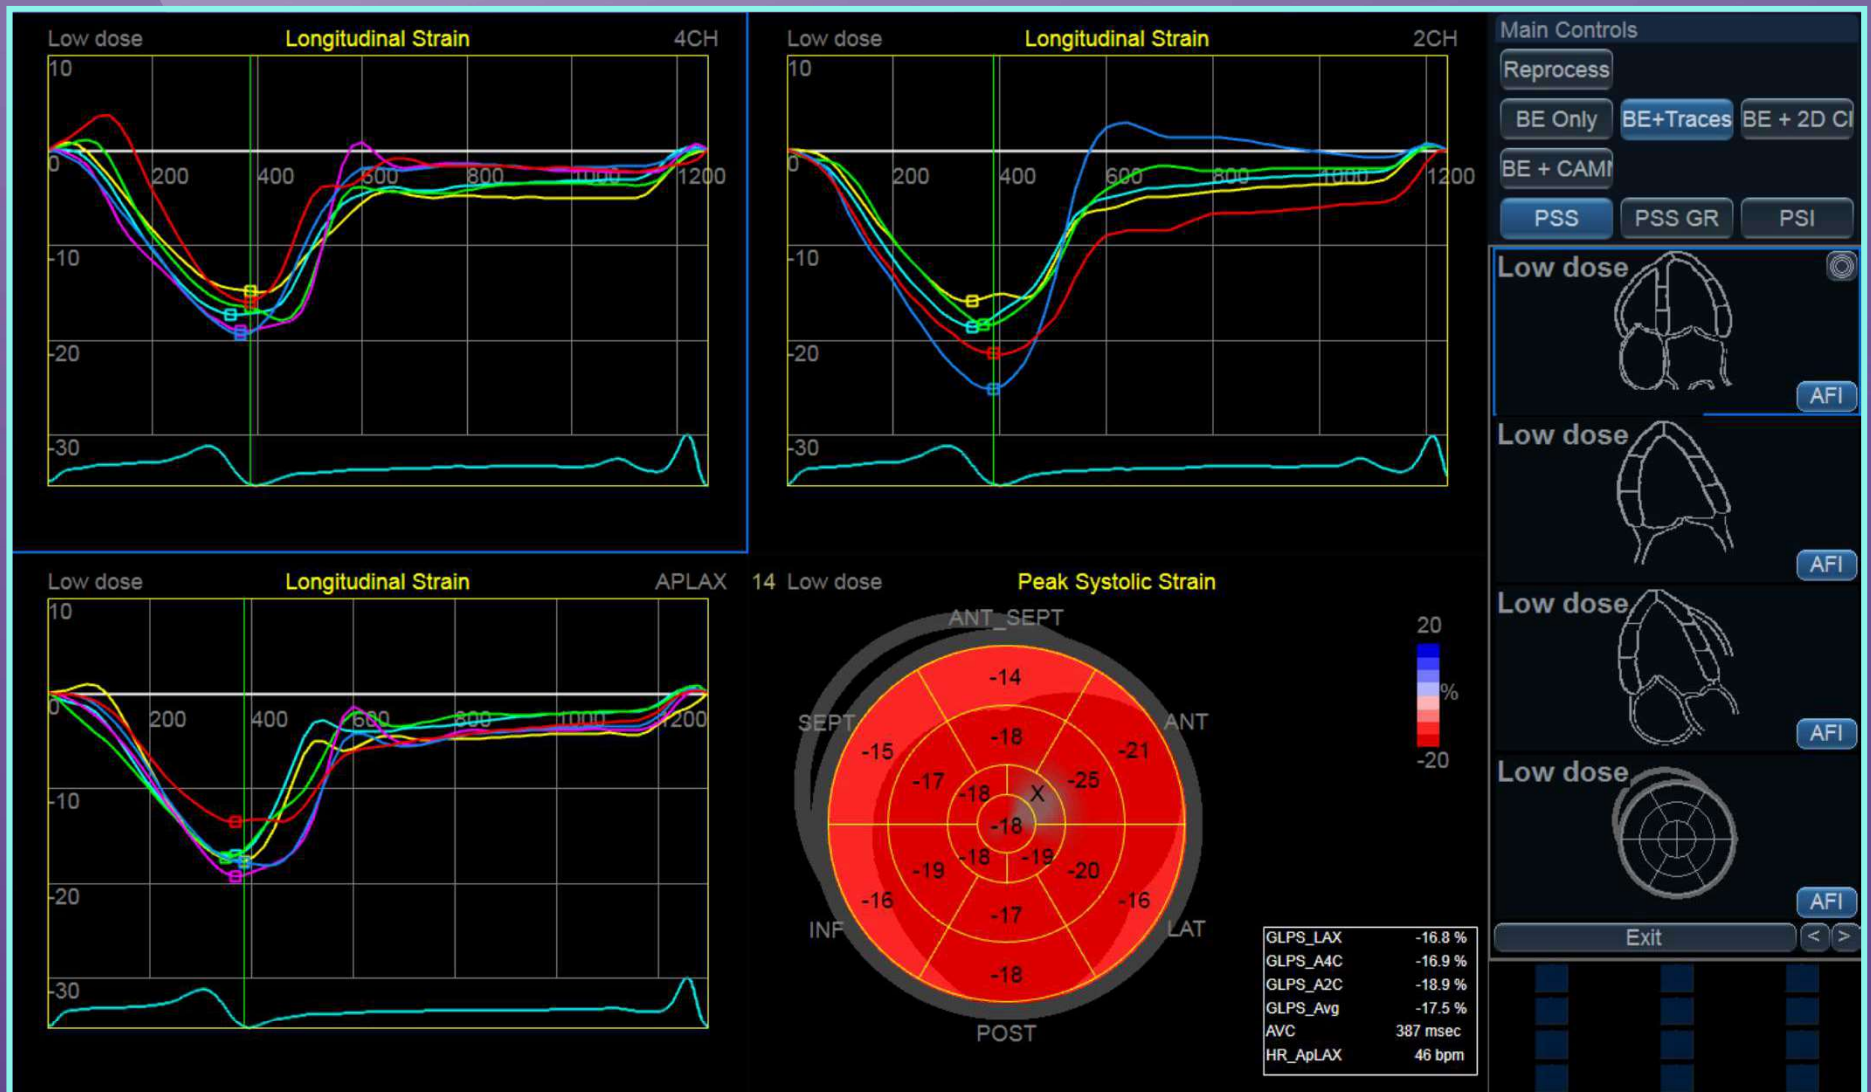 Low dose Longitudinal Strain 4CH
10
0 200 400 600 800 1000 1200
-10
-20
-30
Low dose Longitudinal Strain 2CH
10
0 200 400 600 800 1000 1200
-10
-20
-30
Low dose Longitudinal Strain APLAX
10
0 200 400 600 800 1000 1200
-10
-20
-30
14 Low dose Peak Systolic Strain
ANT_SEPT
SEPT ANT
INF LAT
POST
-14
-15 -18 -21
-17 -25
-18 X
-18
-18 -19
-19 -20
-16 -17 -16
-18
20
%
-20
GLPS_LAX -16.8 %
GLPS_A4C -16.9 %
GLPS_A2C -18.9 %
GLPS_Avg -17.5 %
AVC 387 msec
HR_ApLAX 46 bpm
Main Controls
Reprocess
BE Only BE+Traces BE + 2D Cl
BE + CAMM
PSS PSS GR PSI
Low dose
AFI
Low dose
AFI
Low dose
AFI
Low dose
AFI
Exit < >